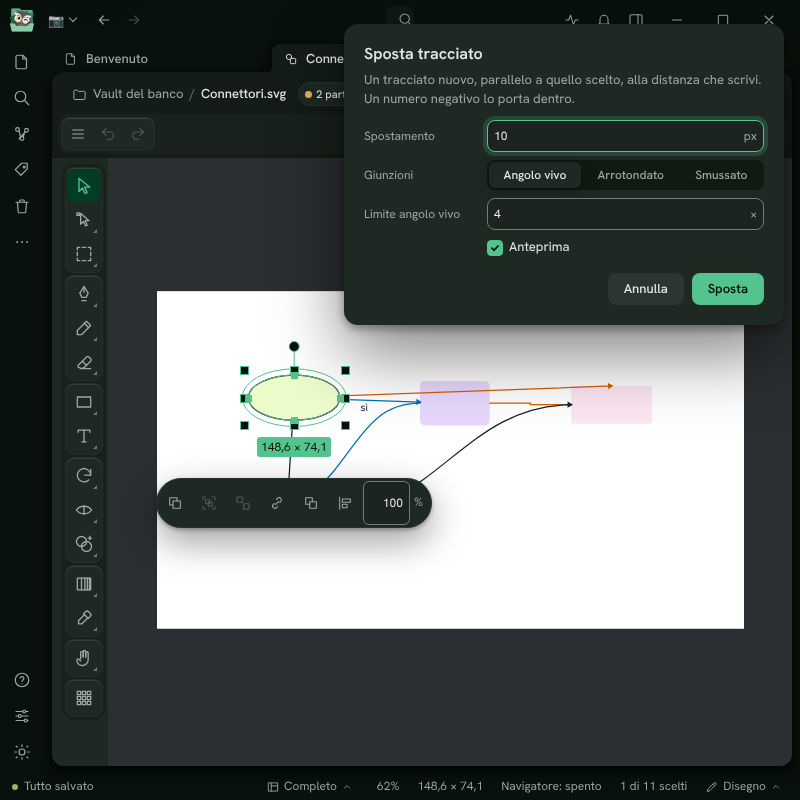 Benvenuto
Conne
Vault del banco / Connettori.svg
2 part
Sposta tracciato
Un tracciato nuovo, parallelo a quello scelto, alla distanza che scrivi.
Un numero negativo lo porta dentro.
Spostamento
10
px
Giunzioni
Angolo vivo
Arrotondato
Smussato
Limite angolo vivo
4
×
Anteprima
Annulla
Sposta
sì
148,6 × 74,1
100
%
Tutto salvato
Completo
62%
148,6 × 74,1
Navigatore: spento
1 di 11 scelti
Disegno